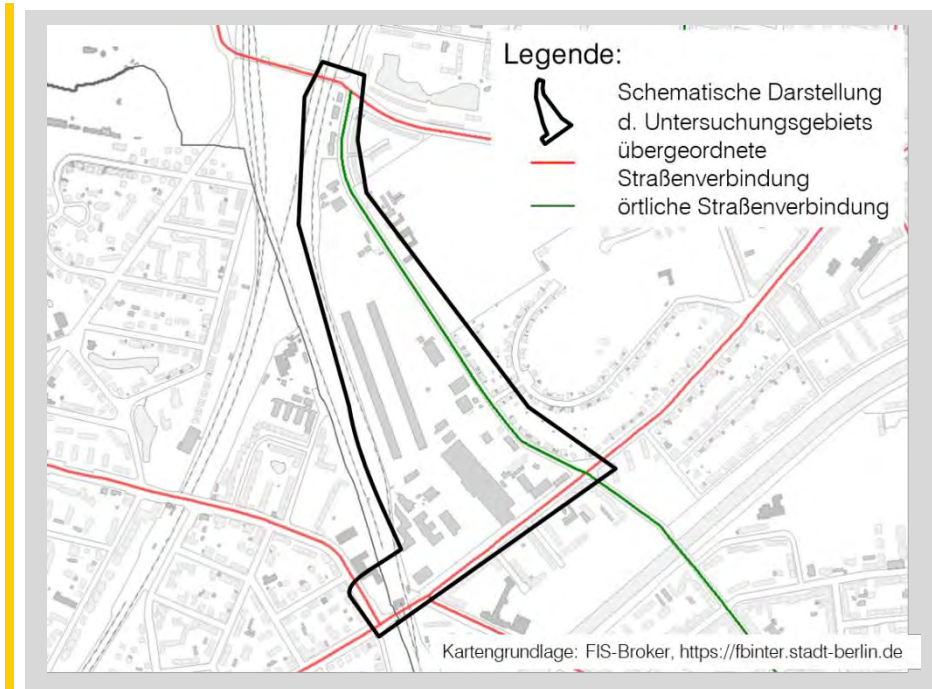 Legende:
Schematische Darstellung
d. Untersuchungsgebiets
übergeordnete
Straßenverbindung
örtliche Straßenverbindung
Kartengrundlage: FIS-Broker, https://fbinter.stadt-berlin.de